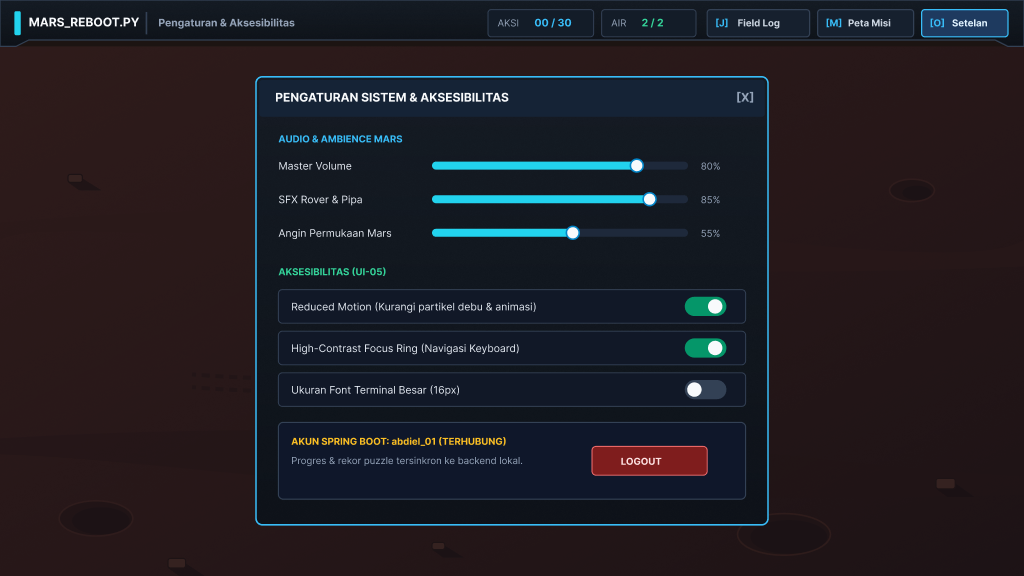 MARS_REBOOT.PY
Pengaturan & Aksesibilitas
AKSI 00 / 30
AIR 2 / 2
[J] Field Log
[M] Peta Misi
[O] Setelan
PENGATURAN SISTEM & AKSESIBILITAS [X]
AUDIO & AMBIENCE MARS
Master Volume 80%
SFX Rover & Pipa 85%
Angin Permukaan Mars 55%
AKSESIBILITAS (UI-05)
Reduced Motion (Kurangi partikel debu & animasi)
High-Contrast Focus Ring (Navigasi Keyboard)
Ukuran Font Terminal Besar (16px)
AKUN SPRING BOOT: abdiel_01 (TERHUBUNG)
Progres & rekor puzzle tersinkron ke backend lokal.
LOGOUT